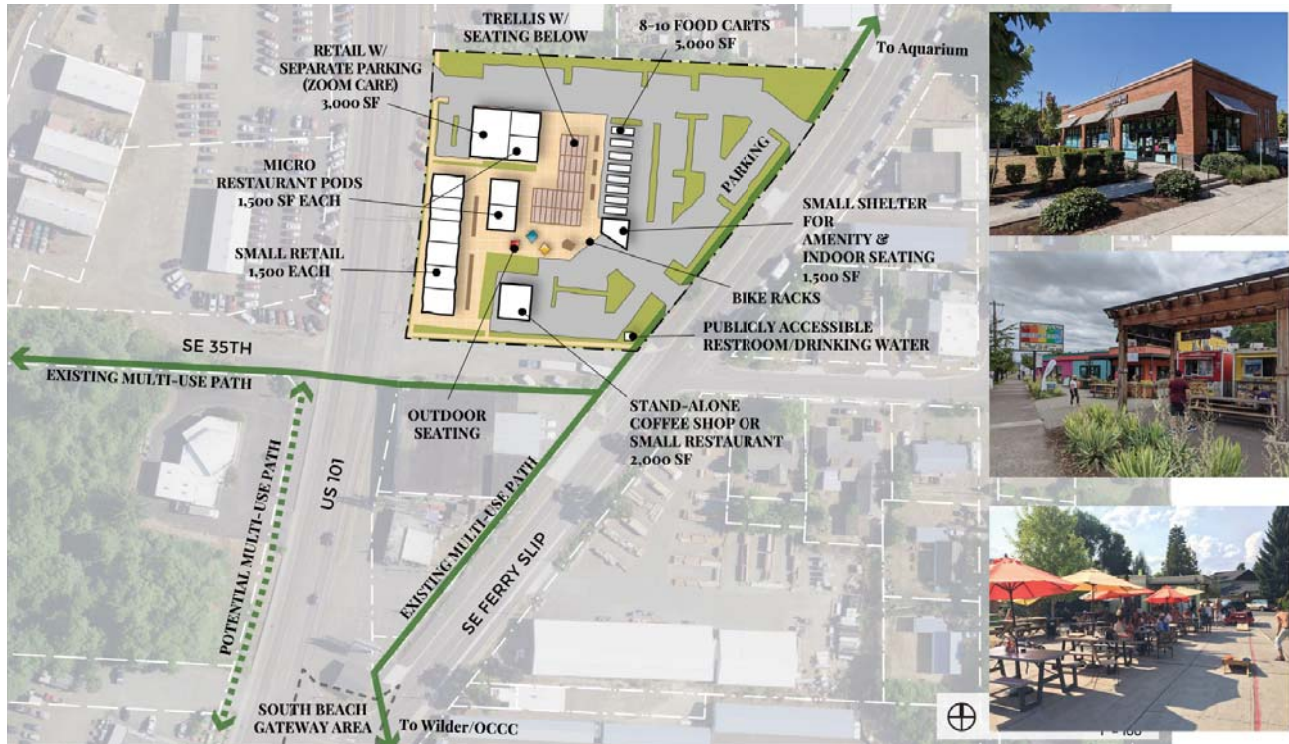 TRELLIS W/
SEATING BELOW
8-10 FOOD CARTS
5,000 SF
To Aquarium
RETAIL W/
SEPARATE PARKING
(ZOOM CARE)
3,000 SF
MICRO
RESTAURANT PODS
1,500 SF EACH
SMALL RETAIL
1,500 EACH
PARKING
SMALL SHELTER
FOR
AMENITY &
INDOOR SEATING
1,500 SF
BIKE RACKS
PUBLICLY ACCESSIBLE
RESTROOM/DRINKING WATER
SE 35TH
EXISTING MULTI-USE PATH
OUTDOOR
SEATING
STAND-ALONE
COFFEE SHOP OR
SMALL RESTAURANT
2,000 SF
US 101
POTENTIAL MULTI-USE PATH
EXISTING MULTI-USE PATH
SE FERRY SLIP
SOUTH BEACH
GATEWAY AREA
To Wilder/OCCC